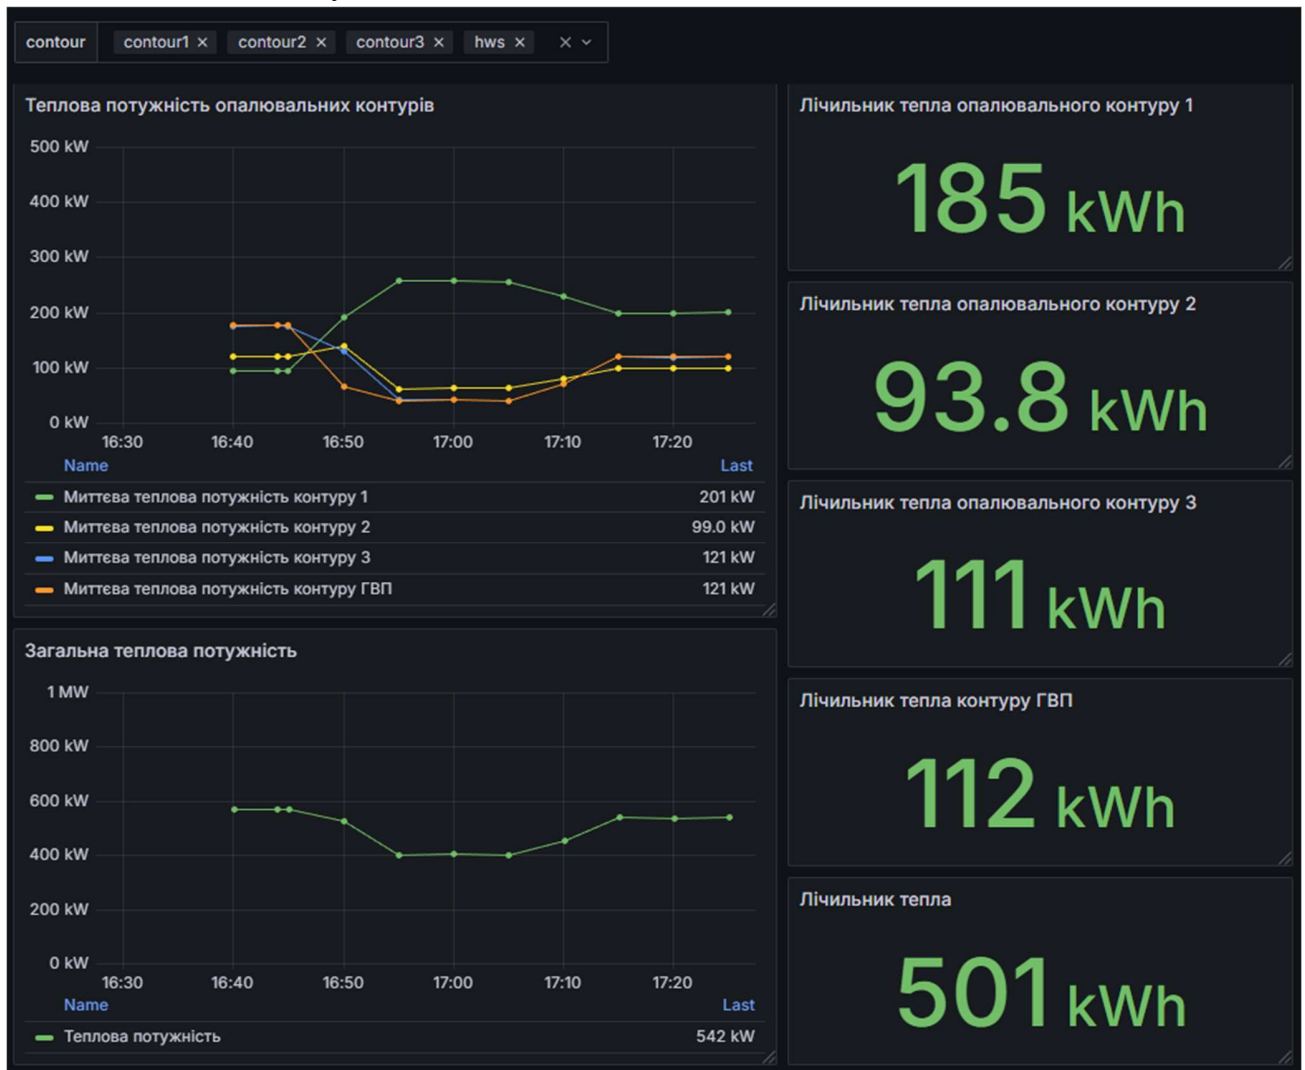 contour contour1 × contour2 × contour3 × hws ×
Теплова потужність опалювальних контурів
500 kW
400 kW
300 kW
200 kW
100 kW
0 kW
16:30 16:40 16:50 17:00 17:10 17:20
Name Last
Миттєва теплова потужність контуру 1 201 kW
Миттєва теплова потужність контуру 2 99.0 kW
Миттєва теплова потужність контуру 3 121 kW
Миттєва теплова потужність контуру ГВП 121 kW
Загальна теплова потужність
1 MW
800 kW
600 kW
400 kW
200 kW
0 kW
16:30 16:40 16:50 17:00 17:10 17:20
Name Last
Теплова потужність 542 kW
Лічильник тепла опалювального контуру 1
185 kWh
Лічильник тепла опалювального контуру 2
93.8 kWh
Лічильник тепла опалювального контуру 3
111 kWh
Лічильник тепла контуру ГВП
112 kWh
Лічильник тепла
501 kWh